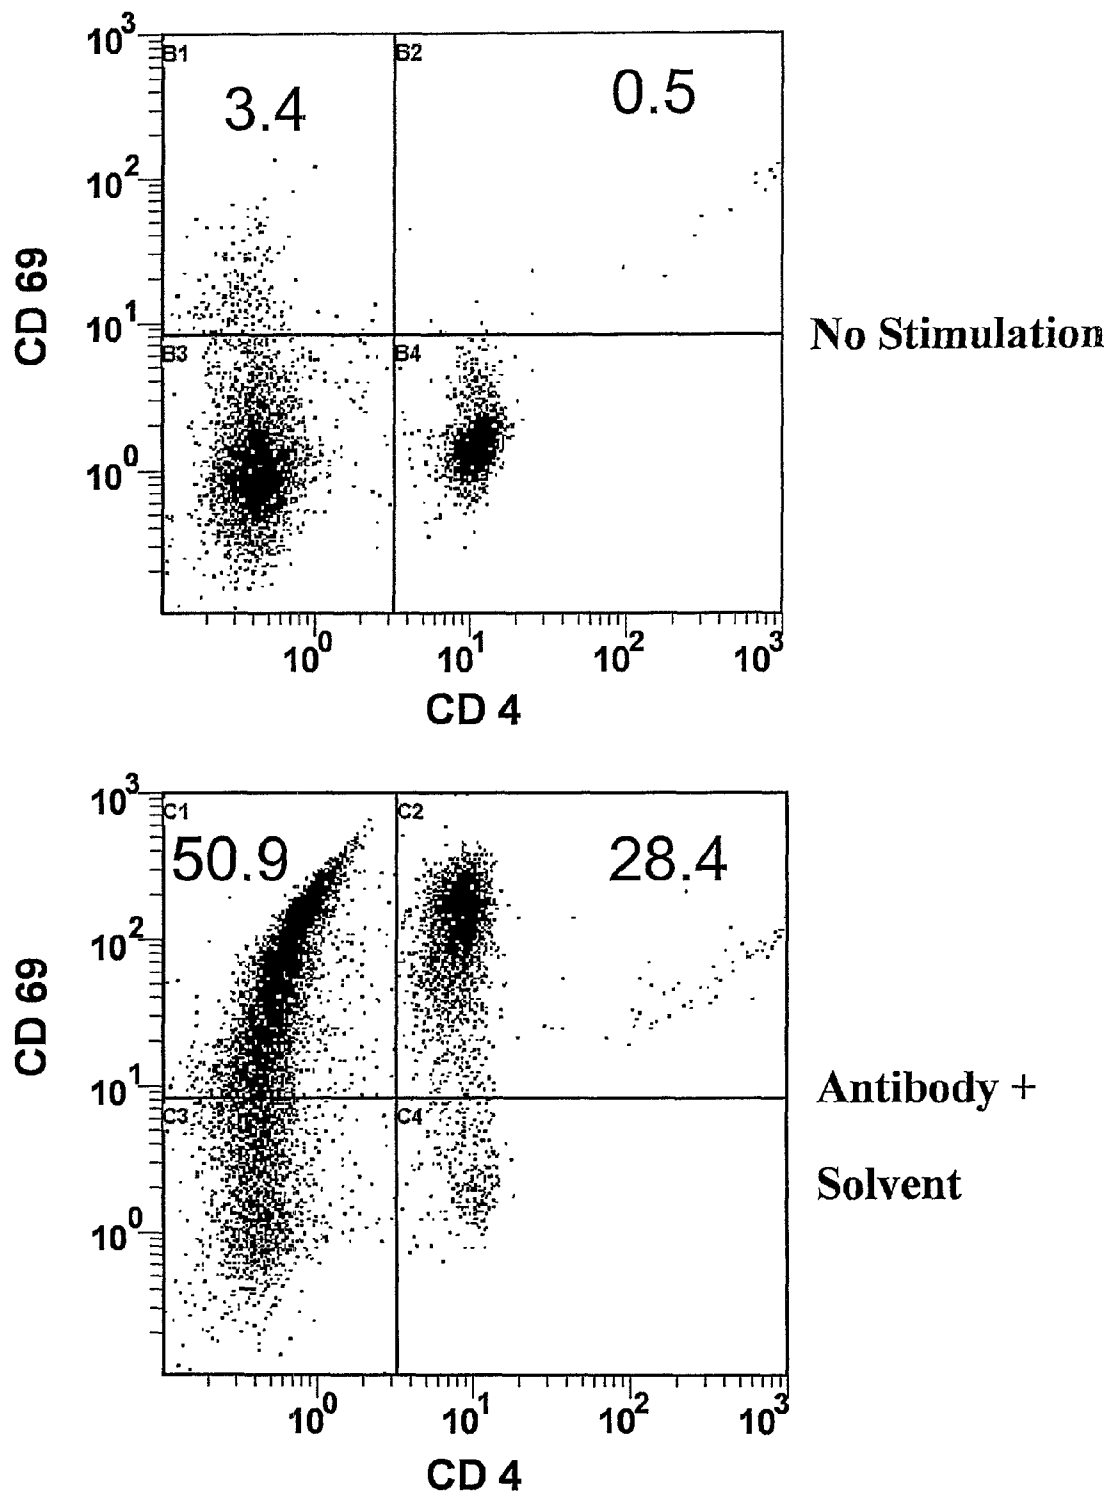 10³
B1
B2
3.4
0.5
10²
CD 69
10¹
No Stimulation
B3
B4
10⁰
10⁰ 10¹ 10² 10³
CD 4
10³
C1
C2
50.9
28.4
10²
CD 69
10¹
Antibody +
C3
C4
Solvent
10⁰
10⁰ 10¹ 10² 10³
CD 4